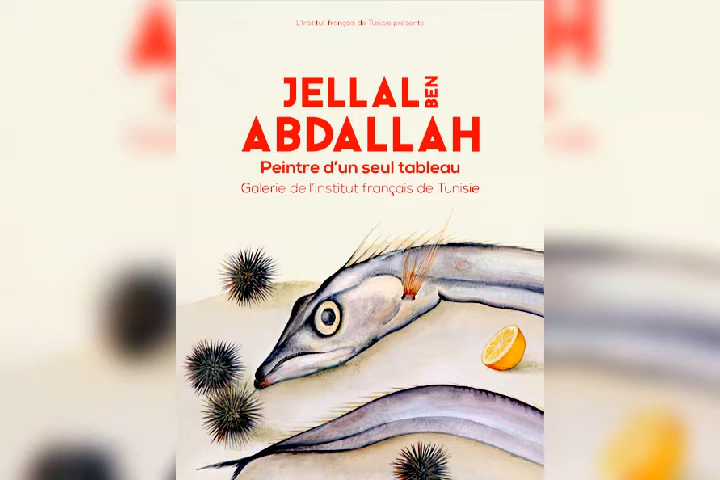 L'Institut français de Tunisie présente
JELLAL BEN
ABDALLAH
Peintre d'un seul tableau
Galerie de l'Institut français de Tunisie